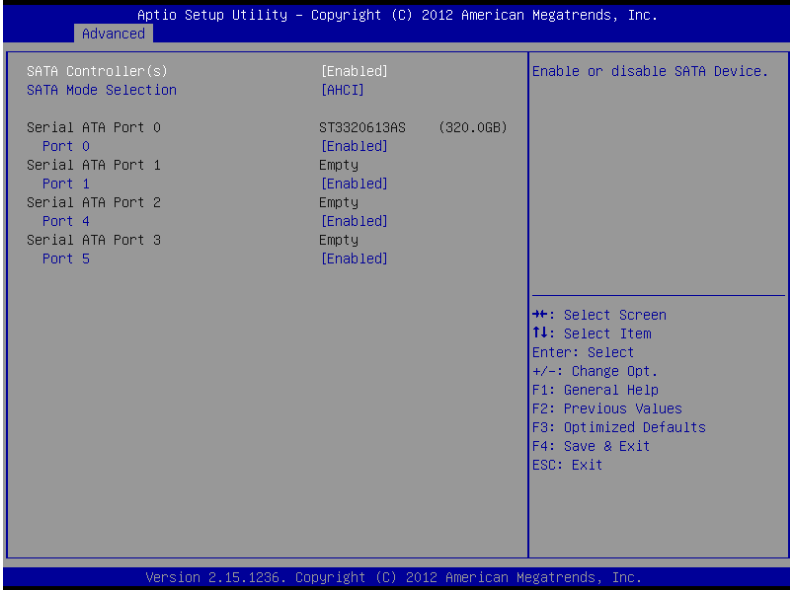 Aptio Setup Utility – Copyright (C) 2012 American Megatrends, Inc.
Advanced
SATA Controller(s) [Enabled]
SATA Mode Selection [AHCI]
Serial ATA Port 0 ST3320613AS (320.0GB)
Port 0 [Enabled]
Serial ATA Port 1 Empty
Port 1 [Enabled]
Serial ATA Port 2 Empty
Port 4 [Enabled]
Serial ATA Port 3 Empty
Port 5 [Enabled]
Enable or disable SATA Device.
→←: Select Screen
↑↓: Select Item
Enter: Select
+/-: Change Opt.
F1: General Help
F2: Previous Values
F3: Optimized Defaults
F4: Save & Exit
ESC: Exit
Version 2.15.1236. Copyright (C) 2012 American Megatrends, Inc.